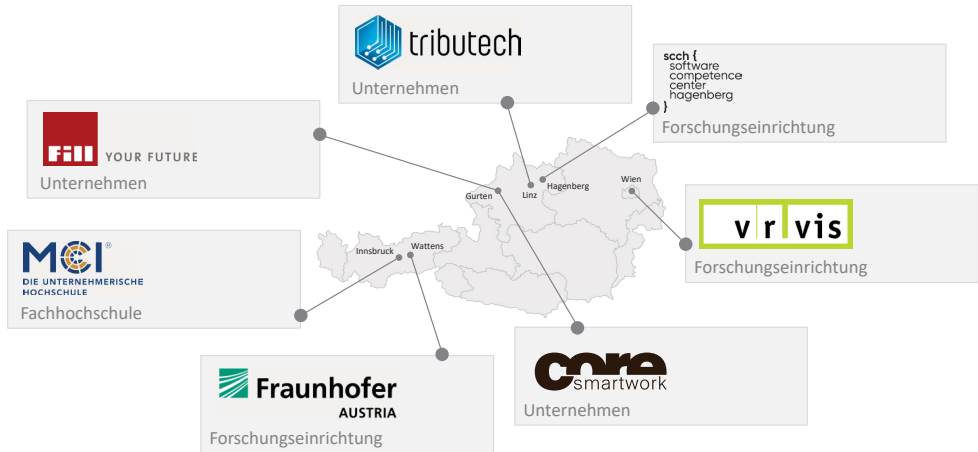 tributech
Unternehmen
scch {
software
competence
center
hagenberg
}
Forschungseinrichtung
Fill YOUR FUTURE
Unternehmen
Gurten
Linz
Hagenberg
Wien
vrvis
Forschungseinrichtung
MCI®
DIE UNTERNEHMERISCHE
HOCHSCHULE
Fachhochschule
Innsbruck
Wattens
Fraunhofer
AUSTRIA
Forschungseinrichtung
core
smartwork
Unternehmen